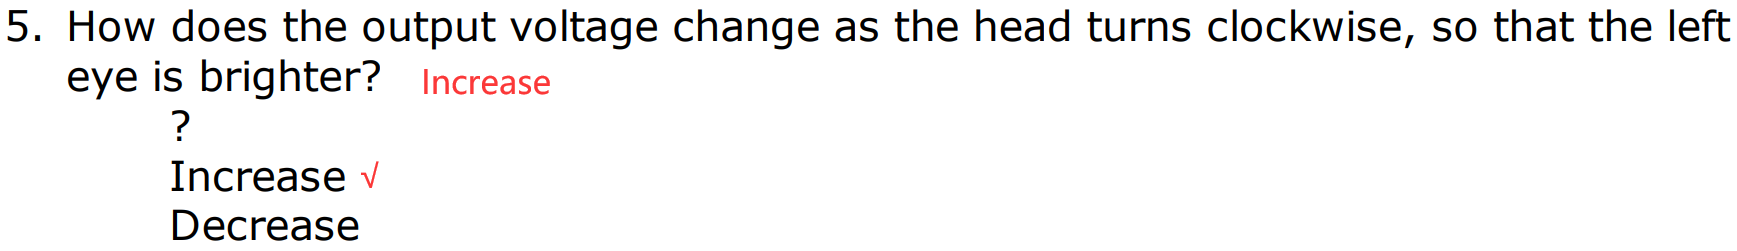 5. How does the output voltage change as the head turns clockwise, so that the left
eye is brighter? Increase
?
Increase √
Decrease